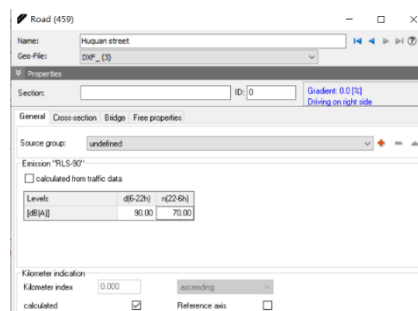 Road (459)
Name: Huquan street
Geo-File: DXF_ (3)
Properties
Section: ID: 0 Gradient: 0.0 [%]
Driving on right side
General Cross-section Bridge Free properties
Source group: undefined
Emission "RLS-90"
calculated from traffic data
Levels d(6-22h) n(22-6h)
[dB(A)] 90.00 70.00
Kilometer indication
Kilometer index 0.000 ascending
calculated Reference axis